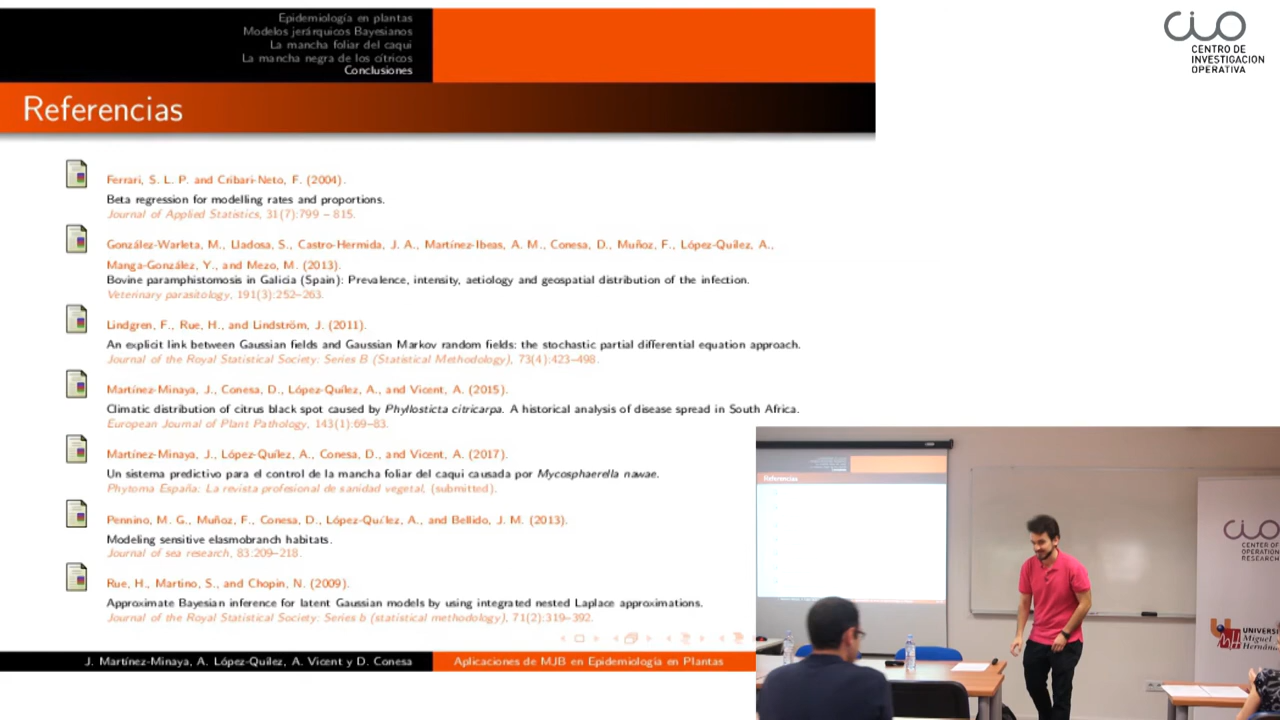 Epidemiología en plantas
Modelos jerárquicos Bayesianos
La mancha foliar del caqui
La mancha negra de los cítricos
Conclusiones
CIO
CENTRO DE
INVESTIGACION
OPERATIVA
Referencias
Ferrari, S. L. P. and Cribari-Neto, F. (2004).
Beta regression for modelling rates and proportions.
Journal of Applied Statistics, 31(7):799 – 815.
González-Warleta, M., Lladosa, S., Castro-Hermida, J. A., Martínez-Ibeas, A. M., Conesa, D., Muñoz, F., López-Quílez, A.,
Manga-González, Y., and Mezo, M. (2013).
Bovine paramphistomosis in Galicia (Spain): Prevalence, intensity, aetiology and geospatial distribution of the infection.
Veterinary parasitology, 191(3):252–263.
Lindgren, F., Rue, H., and Lindström, J. (2011).
An explicit link between Gaussian fields and Gaussian Markov random fields: the stochastic partial differential equation approach.
Journal of the Royal Statistical Society: Series B (Statistical Methodology), 73(4):423–498.
Martínez-Minaya, J., Conesa, D., López-Quílez, A., and Vicent, A. (2015).
Climatic distribution of citrus black spot caused by Phyllosticta citricarpa. A historical analysis of disease spread in South Africa.
European Journal of Plant Pathology, 143(1):69–83.
Martínez-Minaya, J., López-Quílez, A., Conesa, D., and Vicent, A. (2017).
Un sistema predictivo para el control de la mancha foliar del caqui causada por Mycosphaerella nawae.
Phytoma España: La revista profesional de sanidad vegetal, (submitted).
Pennino, M. G., Muñoz, F., Conesa, D., López-Quílez, A., and Bellido, J. M. (2013).
Modeling sensitive elasmobranch habitats.
Journal of sea research, 83:209–218.
Rue, H., Martino, S., and Chopin, N. (2009).
Approximate Bayesian inference for latent Gaussian models by using integrated nested Laplace approximations.
Journal of the Royal Statistical Society: Series b (statistical methodology), 71(2):319–392.
J. Martínez-Minaya, A. López-Quílez, A. Vicent y D. Conesa
Aplicaciones de MJB en Epidemiología en Plantas
Referencias
CIO
CENTER OF
OPERATION
RESEARCH
UNIVERSI
Miguel
Hernánd